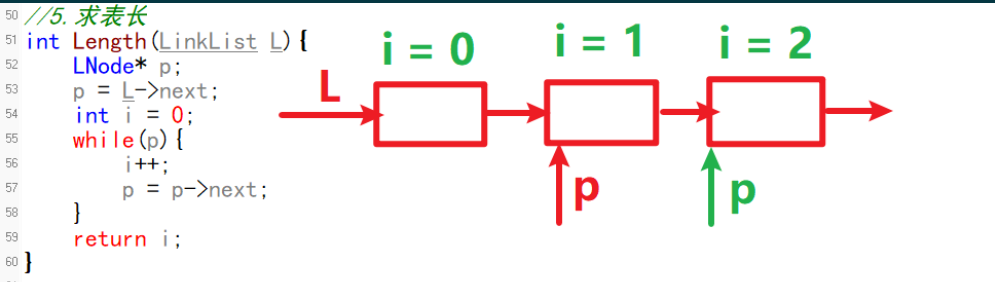 50 //5.求表长
51 int Length(LinkList L){
52 LNode* p;
53 p = L->next;
54 int i = 0;
55 while(p){
56 i++;
57 p = p->next;
58 }
59 return i;
60 }
L
i = 0
i = 1
i = 2
p
p